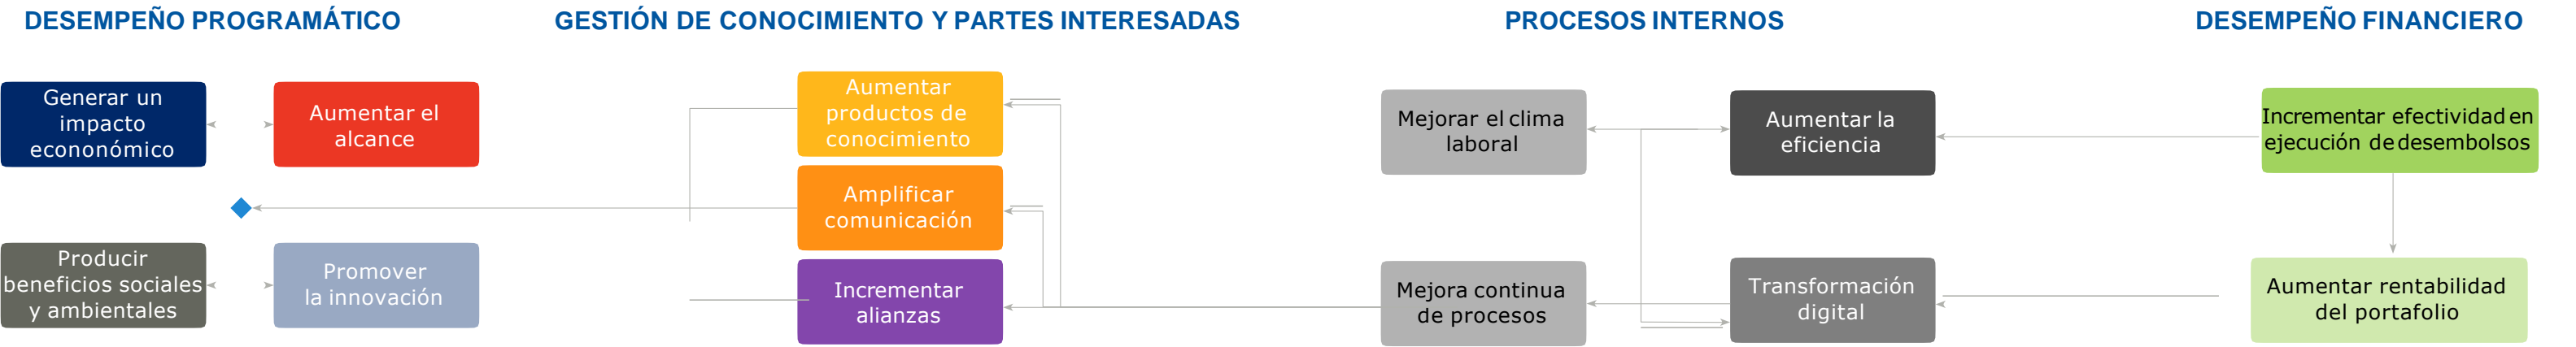 DESEMPEÑO PROGRAMÁTICO
GESTIÓN DE CONOCIMIENTO Y PARTES INTERESADAS
PROCESOS INTERNOS
DESEMPEÑO FINANCIERO
Generar un
impacto
econonómico
Aumentar el
alcance
Producir
beneficios sociales
y ambientales
Promover
la innovación
Aumentar
productos de
conocimiento
Amplificar
comunicación
Incrementar
alianzas
Mejorar el clima
laboral
Aumentar la
eficiencia
Mejora continua
de procesos
Transformación
digital
Incrementar efectividad en
ejecución de desembolsos
Aumentar rentabilidad
del portafolio